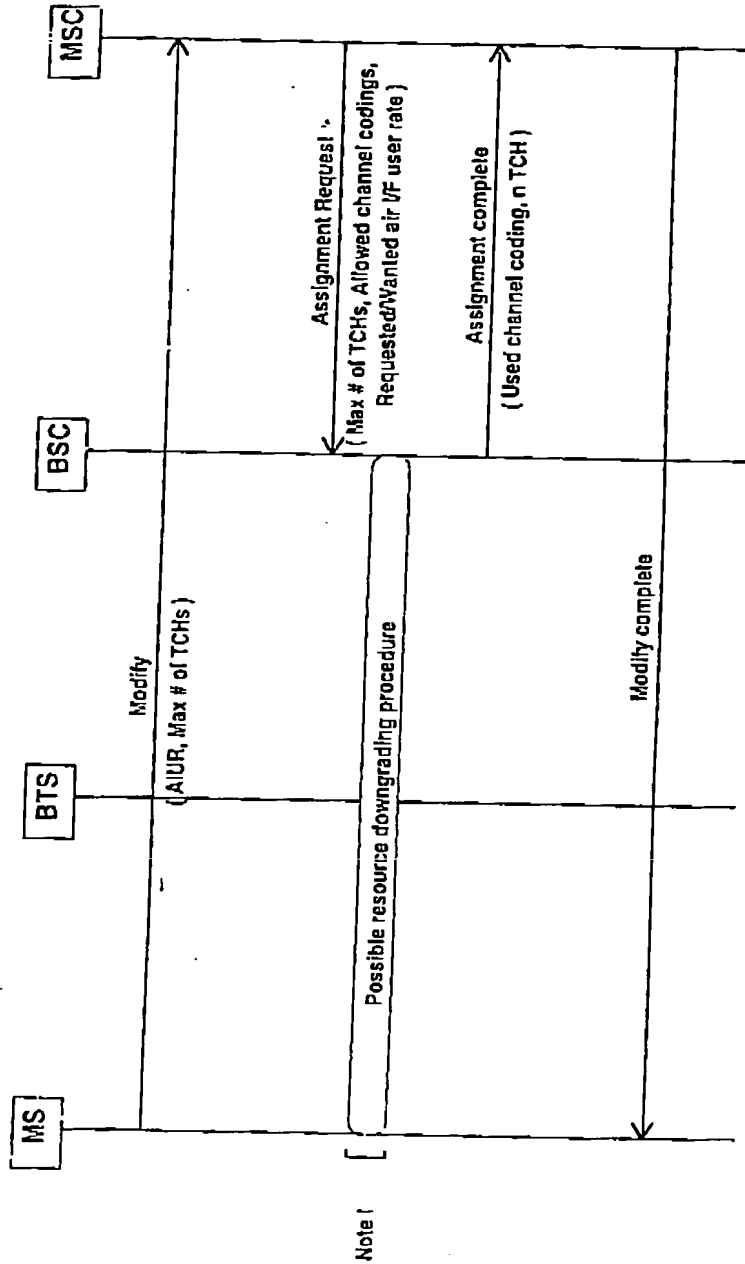 MS
BTS
BSC
MSC
Modify
( AIUR, Max # of TCHs )
Assignment Request
( Max # of TCHs, Allowed channel codings,
Requested/Wanted air I/F user rate )
Note
Possible resource downgrading procedure
Assignment complete
( Used channel coding, n TCH )
Modify complete